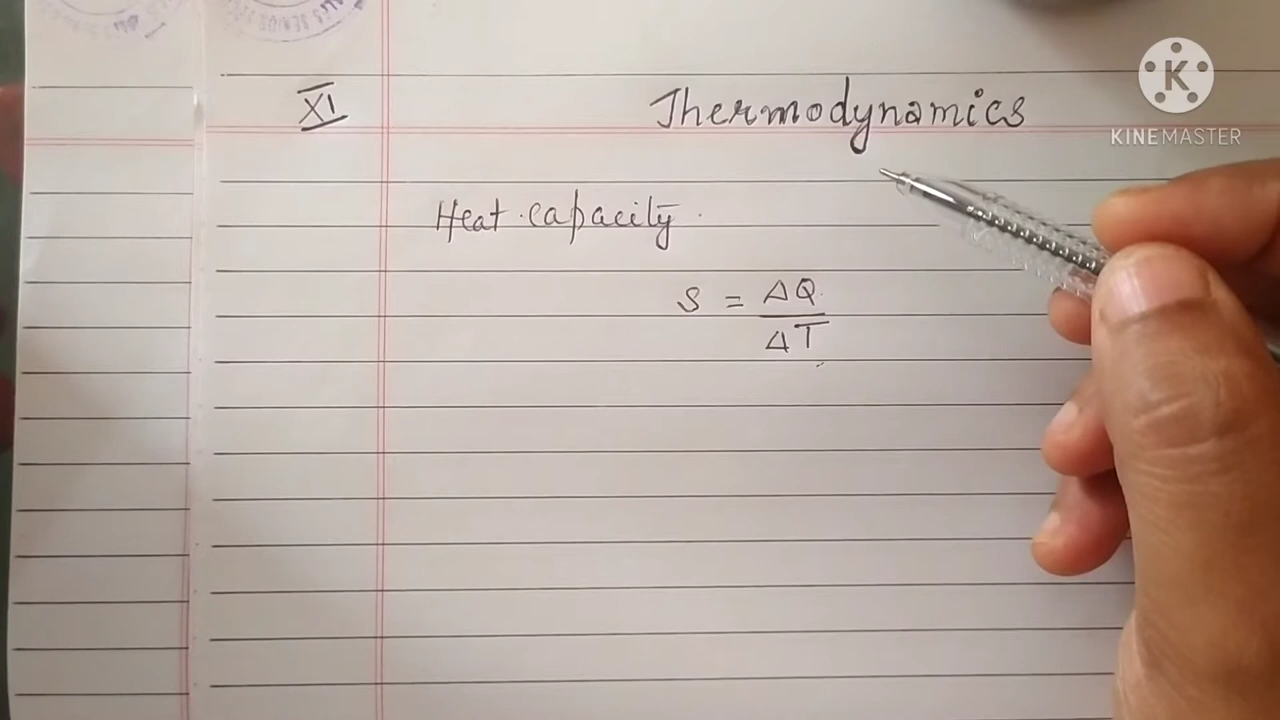 XI
Thermodynamics
KINEMASTER
Heat capacity.
S = ΔQ
ΔT